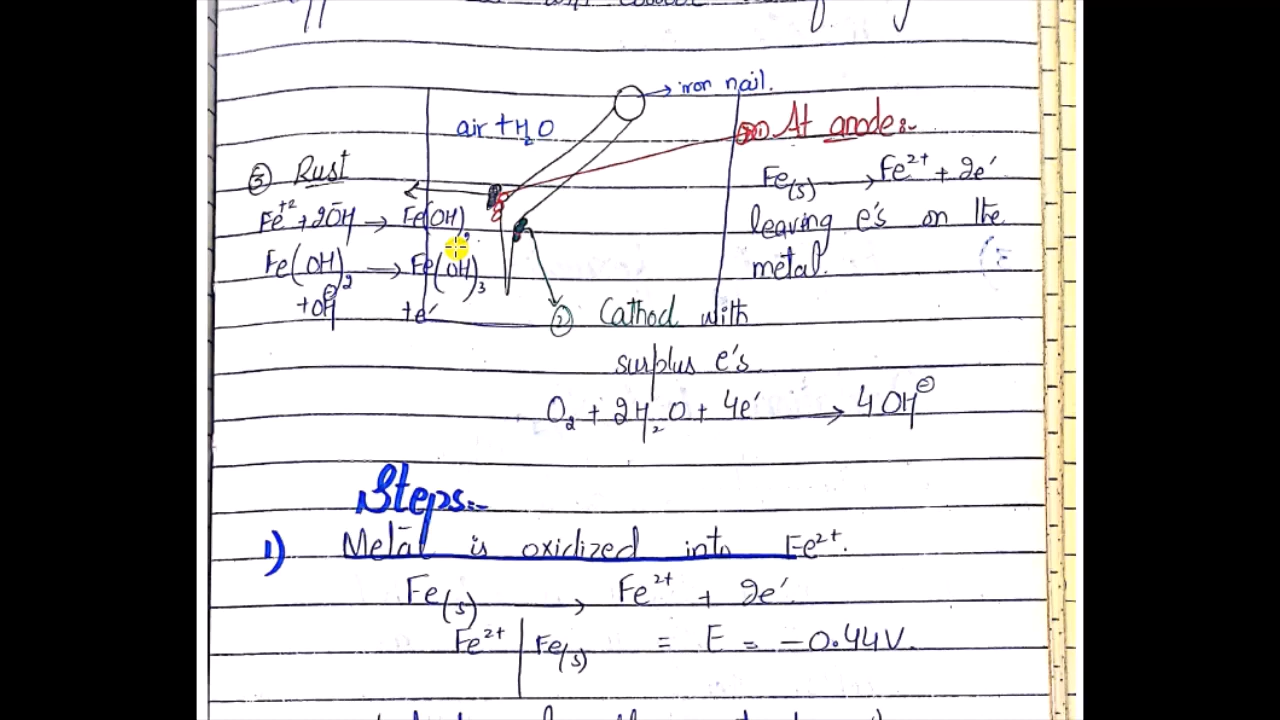 → iron nail.
air + H₂O
① At anode:-
Fe(s) → Fe²⁺ + 2e'
leaving e's on the
metal.
③ Rust
Fe⁺² + 2ŌH → Fe(OH)₂
Fe(OH)₂ → Fe(OH)₃
+OH⊖ +e'
② Cathod with
surplus e's
O₂ + 2H₂O + 4e' → 4OH⊖
Steps:-
1) Metal is oxidized into Fe²⁺.
Fe(s) → Fe²⁺ + 2e'
Fe²⁺ | Fe(s) = E = -0.44V.